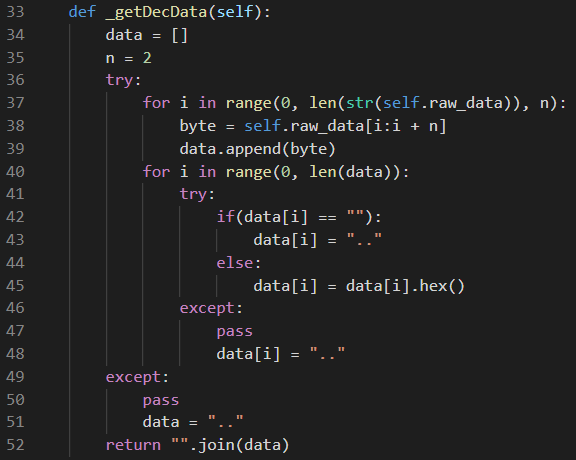 33 def _getDecData(self):
34 data = []
35 n = 2
36 try:
37 for i in range(0, len(str(self.raw_data)), n):
38 byte = self.raw_data[i:i + n]
39 data.append(byte)
40 for i in range(0, len(data)):
41 try:
42 if(data[i] == ""):
43 data[i] = ".."
44 else:
45 data[i] = data[i].hex()
46 except:
47 pass
48 data[i] = ".."
49 except:
50 pass
51 data = ".."
52 return "".join(data)